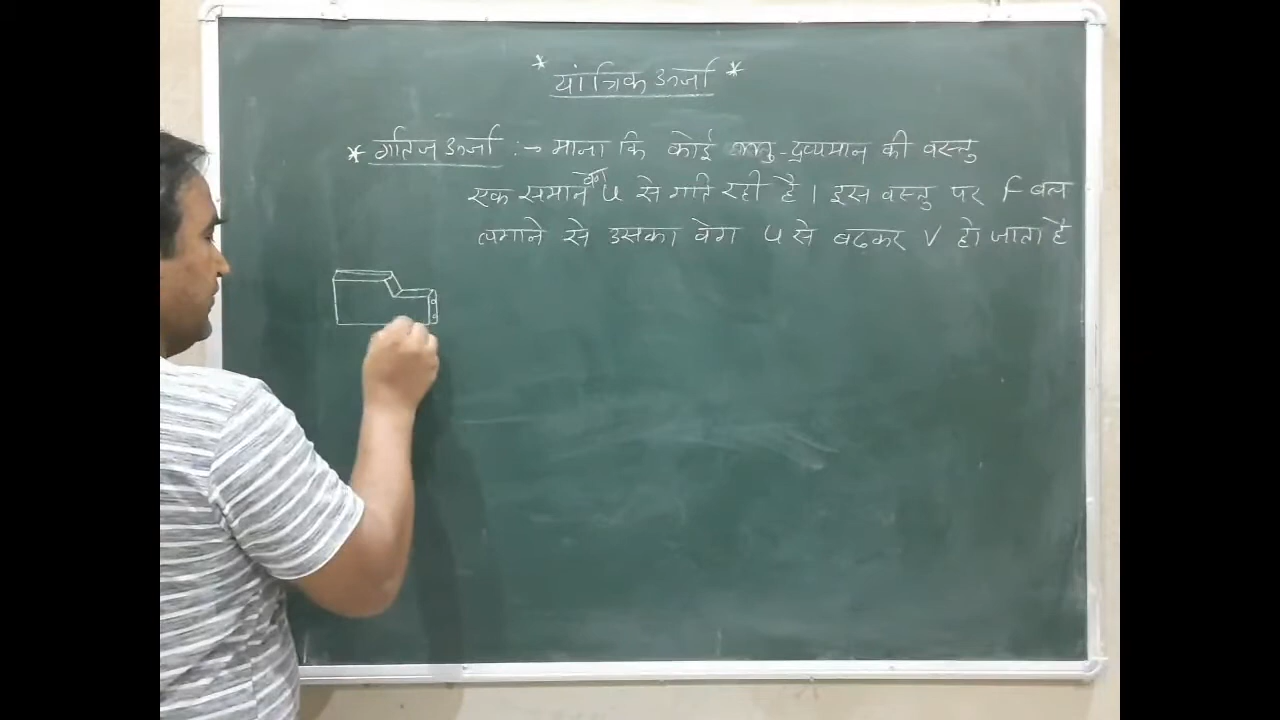 * यांत्रिक ऊर्जा *
* गतिज ऊर्जा :- माना कि कोई द्रव्यमान की वस्तु
एक समान वेग u से गति रही है । इस वस्तु पर F बल
लगाने से उसका वेग u से बढ़कर v हो जाता है